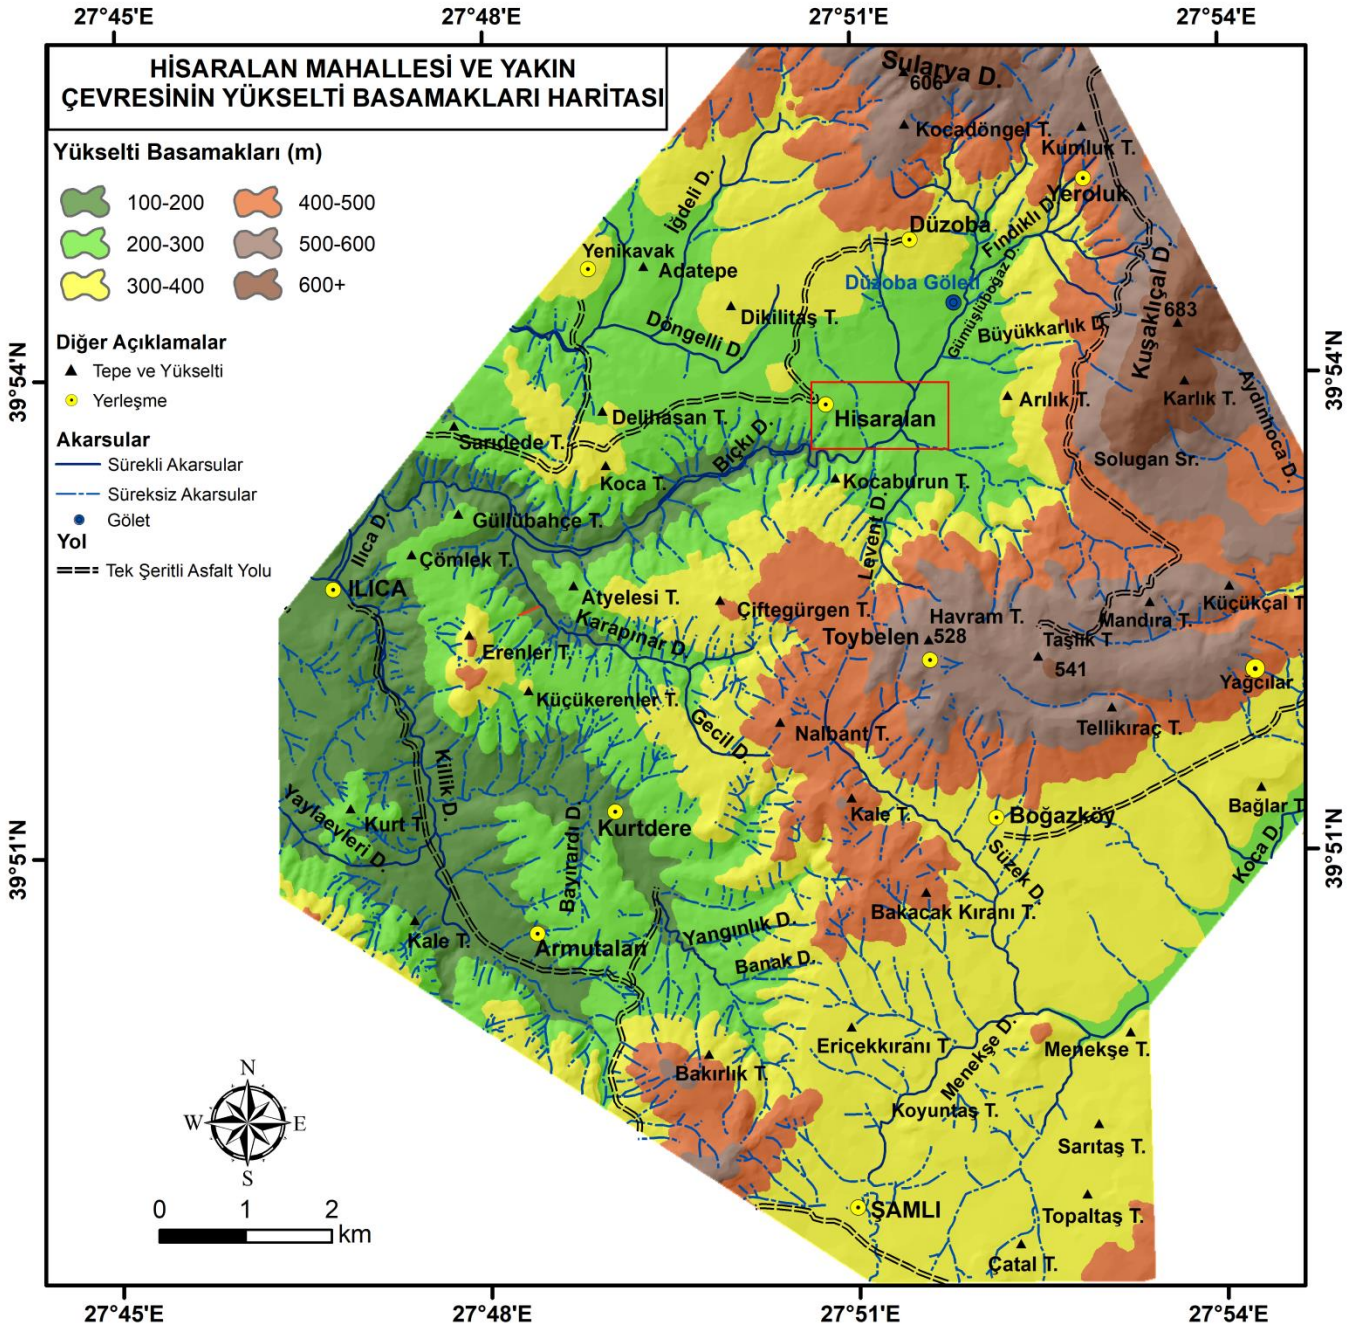 27°45'E 27°48'E 27°51'E 27°54'E
HİSARALAN MAHALLESİ VE YAKIN
ÇEVRESİNİN YÜKSELTİ BASAMAKLARI HARİTASI
Yükselti Basamakları (m)
100-200 400-500
200-300 500-600
300-400 600+
Diğer Açıklamalar
Tepe ve Yükselti
Yerleşme
Akarsular
Sürekli Akarsular
Süreksiz Akarsular
Gölet
Yol
Tek Şeritli Asfalt Yolu
Sularya D.
606
Kocadöngel T.
Kumluk T.
Yeroluk
İğdeli D.
Düzoba
Fındıklı D.
Yenikavak
Adatepe
Düzoba Göleti
Gümüşlüboğaz D.
Kuşaklıçal D.
683
Dikilitaş T.
Döngelli D.
Büyükkarlık D.
39°54'N
39°54'N
Karlık T.
Aydınhoca D.
Arılık T.
Delihasan T.
Hisaralan
Sarıdede T.
Bıçkı D.
Solugan Sr.
Koca T.
Kocaburun T.
Güllübahçe T.
Levent D.
Ilıca D.
Çömlek T.
ILICA
Atyelesi T.
Çiftegürgen T.
Havram T.
Küçükçal T.
Mandıra T.
Karapınar D.
Toybelen
528
Taşlık T.
541
Erenler T.
Yağcılar
Küçükerenler T.
Gecil D.
Nalbant T.
Tellikıraç T.
Killik D.
Yaylaevleri D.
Kurt T.
Kurtdere
Kale T.
Boğazköy
Bağlar T.
Bayırardı D.
Süzek D.
Koca D.
39°51'N
39°51'N
Bakacak Kıranı T.
Kale T.
Armutalan
Yangınlık D.
Banak D.
Ericekkıranı T.
Menekşe D.
Menekşe T.
Bakırlık T.
Koyuntaş T.
Sarıtaş T.
N
W E
S
ŞAMLI
Topaltaş T.
Çatal T.
0 1 2
km
27°45'E 27°48'E 27°51'E 27°54'E